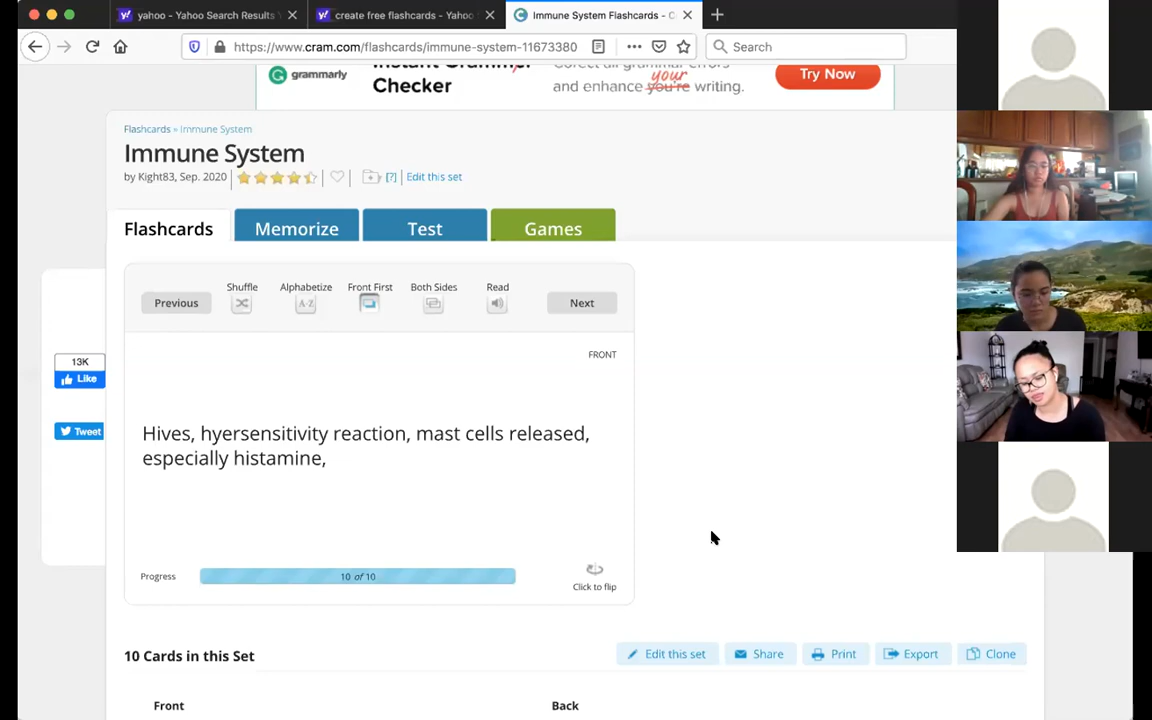 yahoo - Yahoo Search Results
create free flashcards - Yahoo
Immune System Flashcards - C
https://www.cram.com/flashcards/immune-system-11673380
Search
grammarly
Checker
and enhance you're writing.
your
Try Now
Flashcards » Immune System
Immune System
by Kight83, Sep. 2020
[?]
Edit this set
Flashcards
Memorize
Test
Games
Previous
Shuffle
Alphabetize
A-Z
Front First
Both Sides
Read
Next
FRONT
13K
Like
Tweet
Hives, hyersensitivity reaction, mast cells released,
especially histamine,
Progress
10 of 10
Click to flip
10 Cards in this Set
Edit this set
Share
Print
Export
Clone
Front
Back